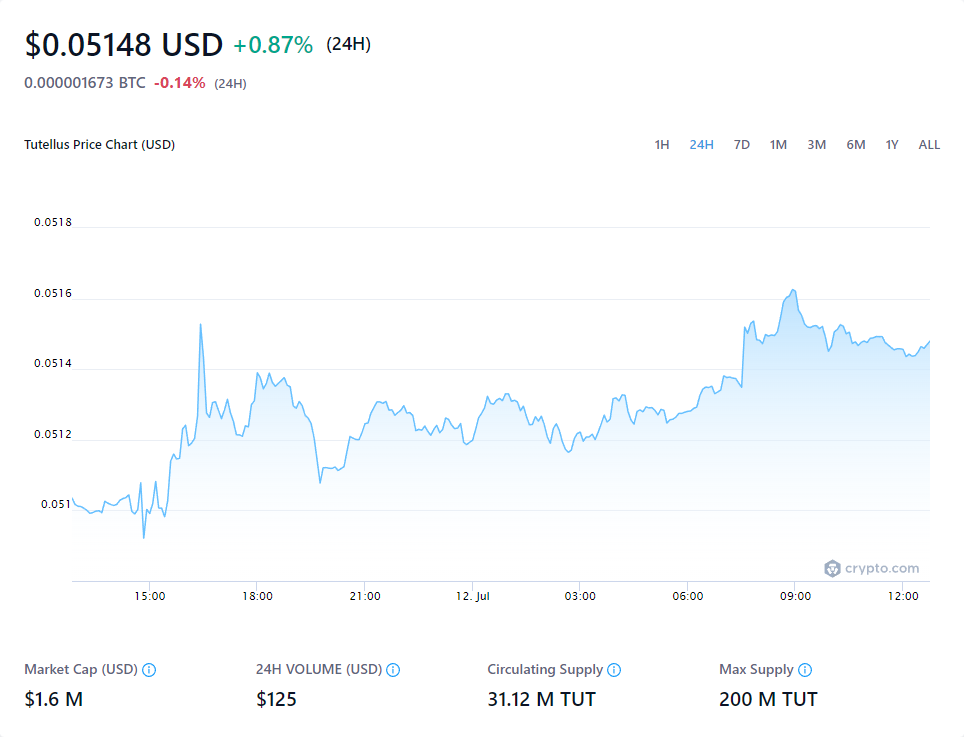 $0.05148 USD +0.87% (24H)
0.000001673 BTC -0.14% (24H)
Tutellus Price Chart (USD)
1H 24H 7D 1M 3M 6M 1Y ALL
0.0518
0.0516
0.0514
0.0512
0.051
crypto.com
15:00 18:00 21:00 12. Jul 03:00 06:00 09:00 12:00
Market Cap (USD) 24H VOLUME (USD) Circulating Supply Max Supply
$1.6 M $125 31.12 M TUT 200 M TUT